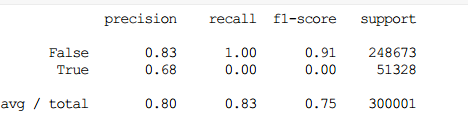 precision recall f1-score support
False 0.83 1.00 0.91 248673
True 0.68 0.00 0.00 51328
avg / total 0.80 0.83 0.75 300001